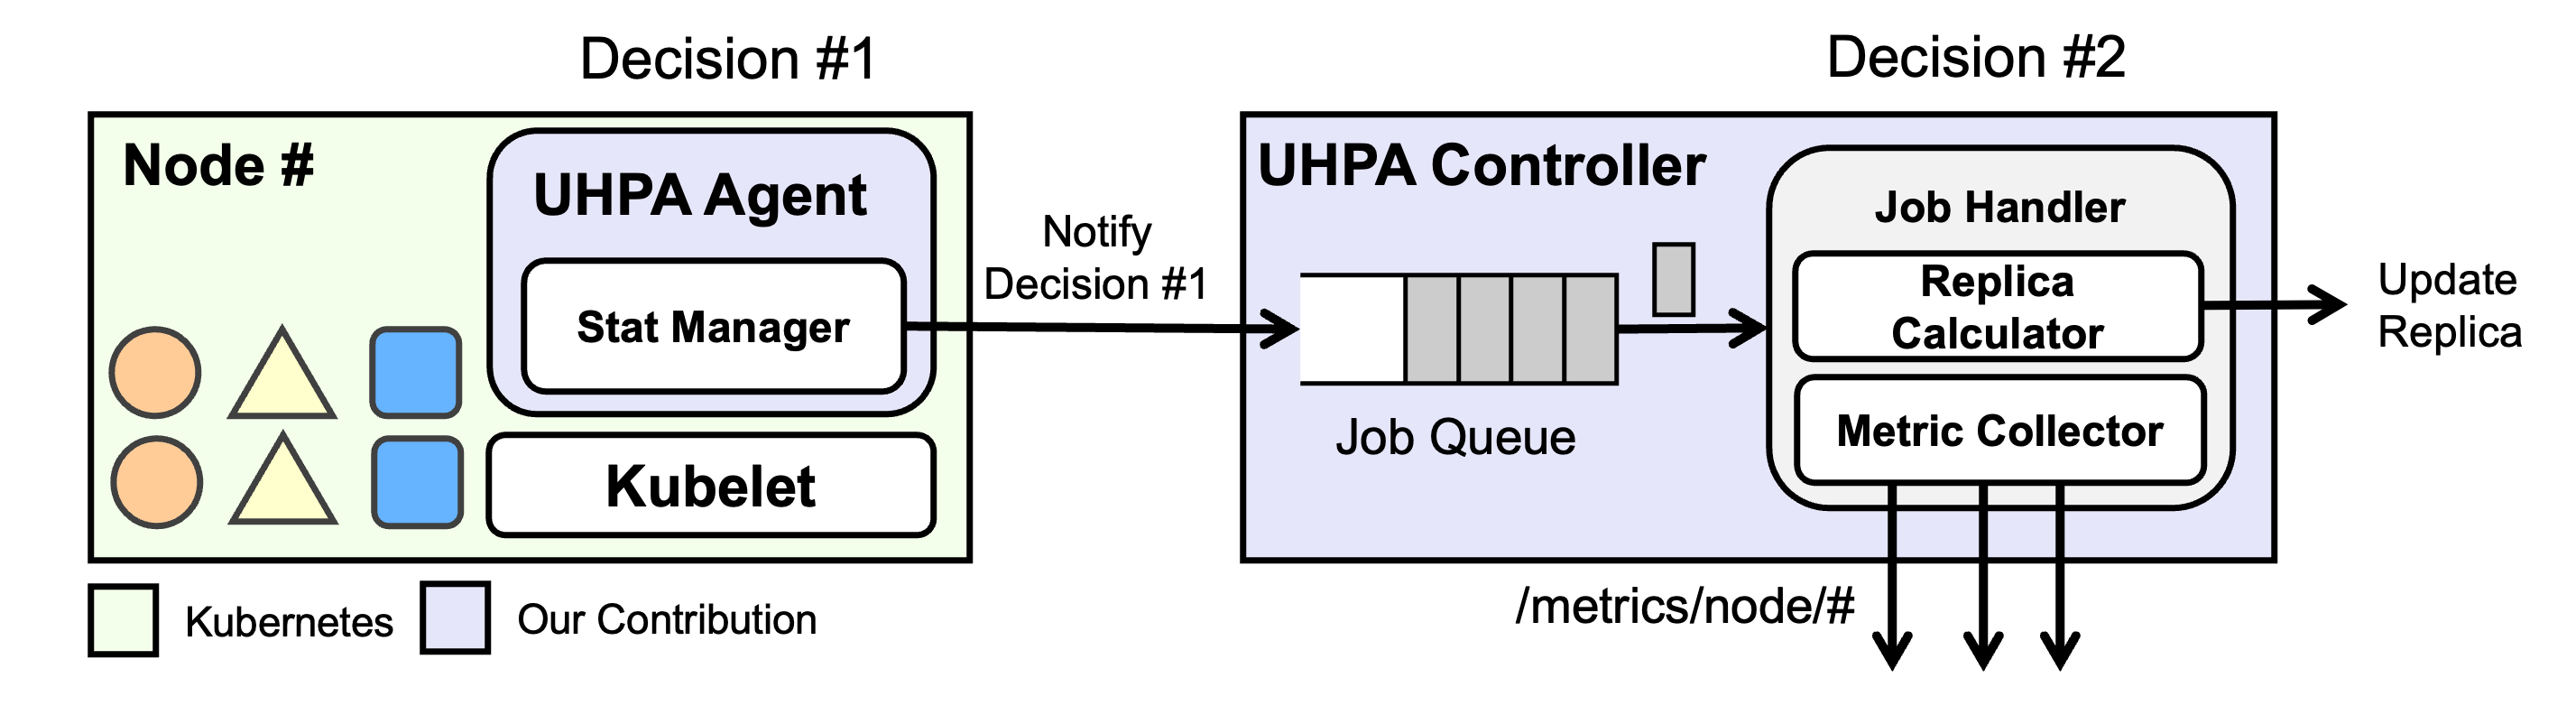 Decision #1
Decision #2
Node #
UHPA Agent
Stat Manager
Kubelet
Notify
Decision #1
UHPA Controller
Job Queue
Job Handler
Replica
Calculator
Metric Collector
Update
Replica
/metrics/node/#
Kubernetes
Our Contribution